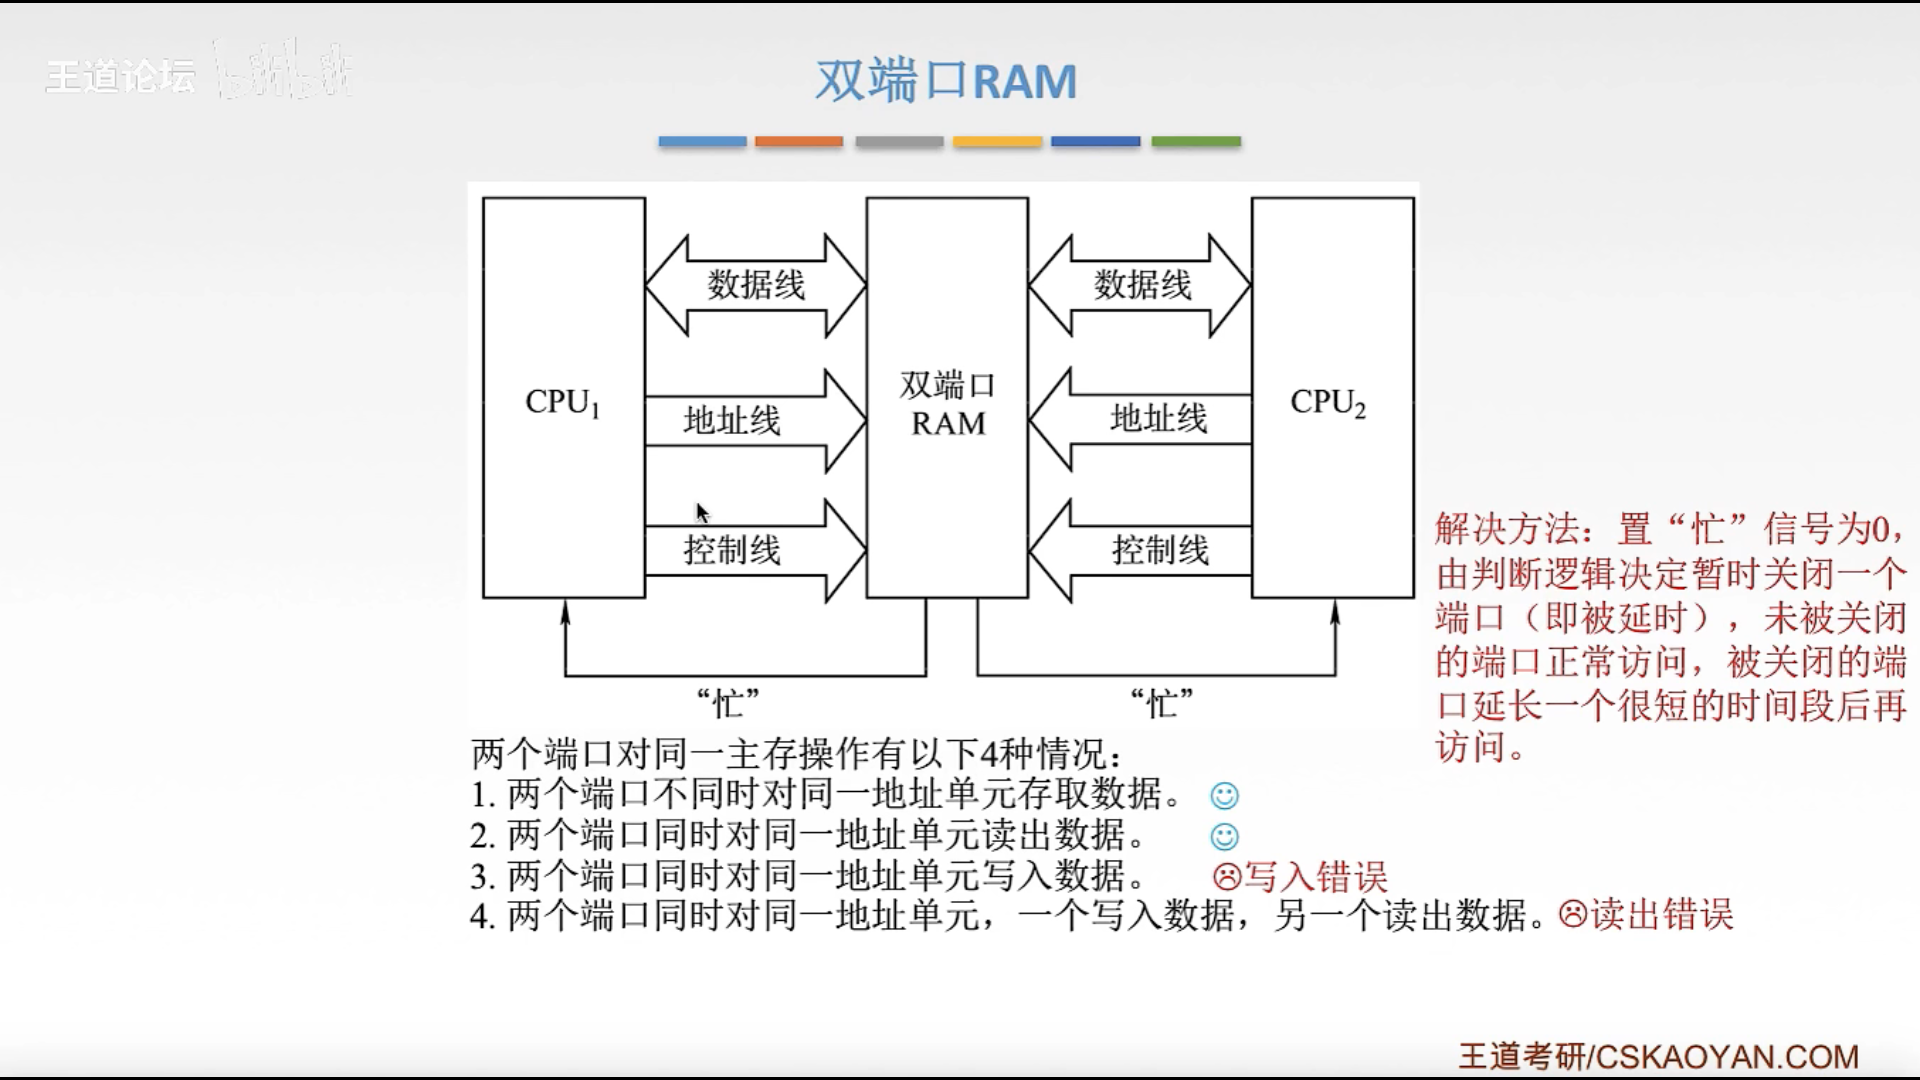 王道论坛 bilibili
双端口RAM
数据线
数据线
CPU1
双端口
RAM
CPU2
地址线
地址线
控制线
控制线
“忙”
“忙”
解决方法：置“忙”信号为0，
由判断逻辑决定暂时关闭一个
端口（即被延时），未被关闭
的端口正常访问，被关闭的端
口延长一个很短的时间段后再
访问。
两个端口对同一主存操作有以下4种情况：
1. 两个端口不同时对同一地址单元存取数据。
2. 两个端口同时对同一地址单元读出数据。
3. 两个端口同时对同一地址单元写入数据。 写入错误
4. 两个端口同时对同一地址单元，一个写入数据，另一个读出数据。 读出错误
王道考研/CSKAOYAN.COM